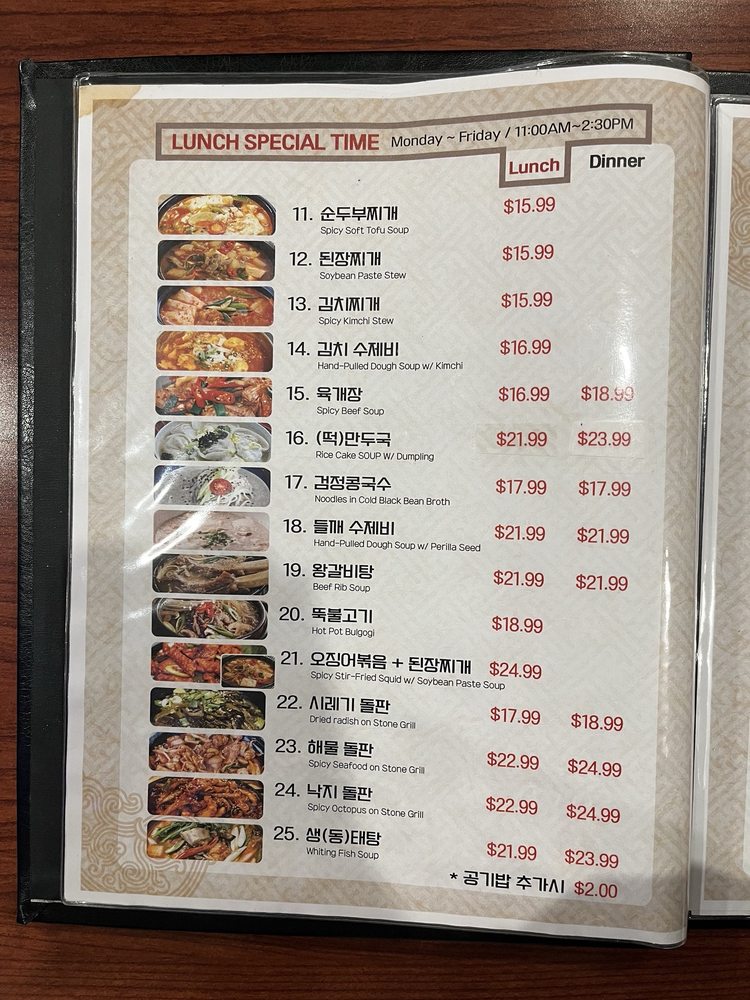 LUNCH SPECIAL TIME Monday ~ Friday / 11:00AM~2:30PM
Lunch Dinner
11. 순두부찌개 $15.99
Spicy Soft Tofu Soup
12. 된장찌개 $15.99
Soybean Paste Stew
13. 김치찌개 $15.99
Spicy Kimchi Stew
14. 김치 수제비 $16.99
Hand-Pulled Dough Soup w/ Kimchi
15. 육개장 $16.99 $18.99
Spicy Beef Soup
16. (떡)만두국 $21.99 $23.99
Rice Cake SOUP w/ Dumpling
17. 검정콩국수 $17.99 $17.99
Noodles in Cold Black Bean Broth
18. 들깨 수제비 $21.99 $21.99
Hand-Pulled Dough Soup w/ Perilla Seed
19. 왕갈비탕 $21.99 $21.99
Beef Rib Soup
20. 뚝불고기 $18.99
Hot Pot Bulgogi
21. 오징어볶음 + 된장찌개 $24.99
Spicy Stir-Fried Squid w/ Soybean Paste Soup
22. 시레기 돌판 $17.99 $18.99
Dried radish on Stone Grill
23. 해물 돌판 $22.99 $24.99
Spicy Seafood on Stone Grill
24. 낙지 돌판 $22.99 $24.99
Spicy Octopus on Stone Grill
25. 생(동)태탕 $21.99 $23.99
Whiting Fish Soup
* 공기밥 추가시 $2.00